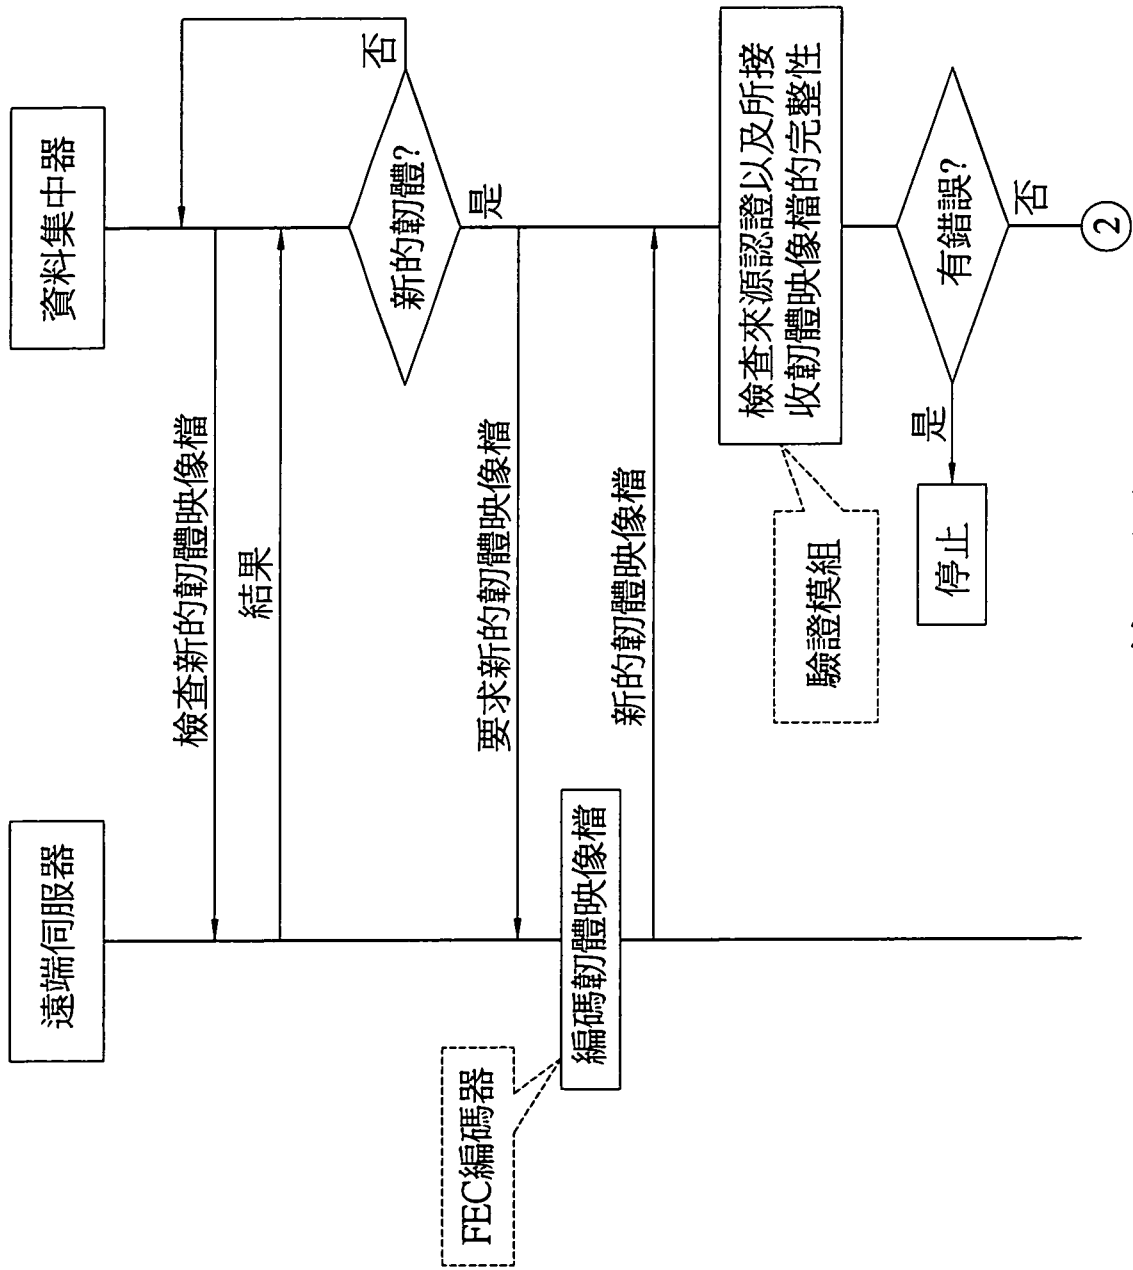 遠端伺服器
資料集中器
檢查新的韌體映像檔
結果
否
新的韌體?
是
要求新的韌體映像檔
FEC編碼器
編碼韌體映像檔
新的韌體映像檔
檢查來源認證以及所接
收韌體映像檔的完整性
驗證模組
有錯誤?
是
停止
否
2